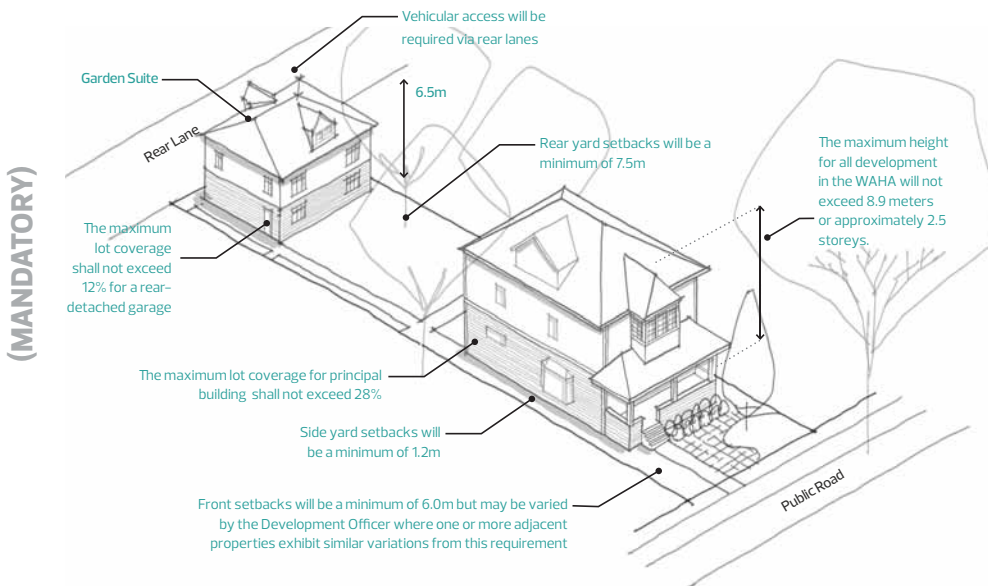 (MANDATORY)
Vehicular access will be
required via rear lanes
Garden Suite
6.5m
Rear Lane
Rear yard setbacks will be a
minimum of 7.5m
The maximum height
for all development
in the WAHA will not
exceed 8.9 meters
or approximately 2.5
storeys.
The maximum
lot coverage
shall not exceed
12% for a rear-
detached garage
The maximum lot coverage for principal
building shall not exceed 28%
Side yard setbacks will
be a minimum of 1.2m
Front setbacks will be a minimum of 6.0m but may be varied
by the Development Officer where one or more adjacent
properties exhibit similar variations from this requirement
Public Road